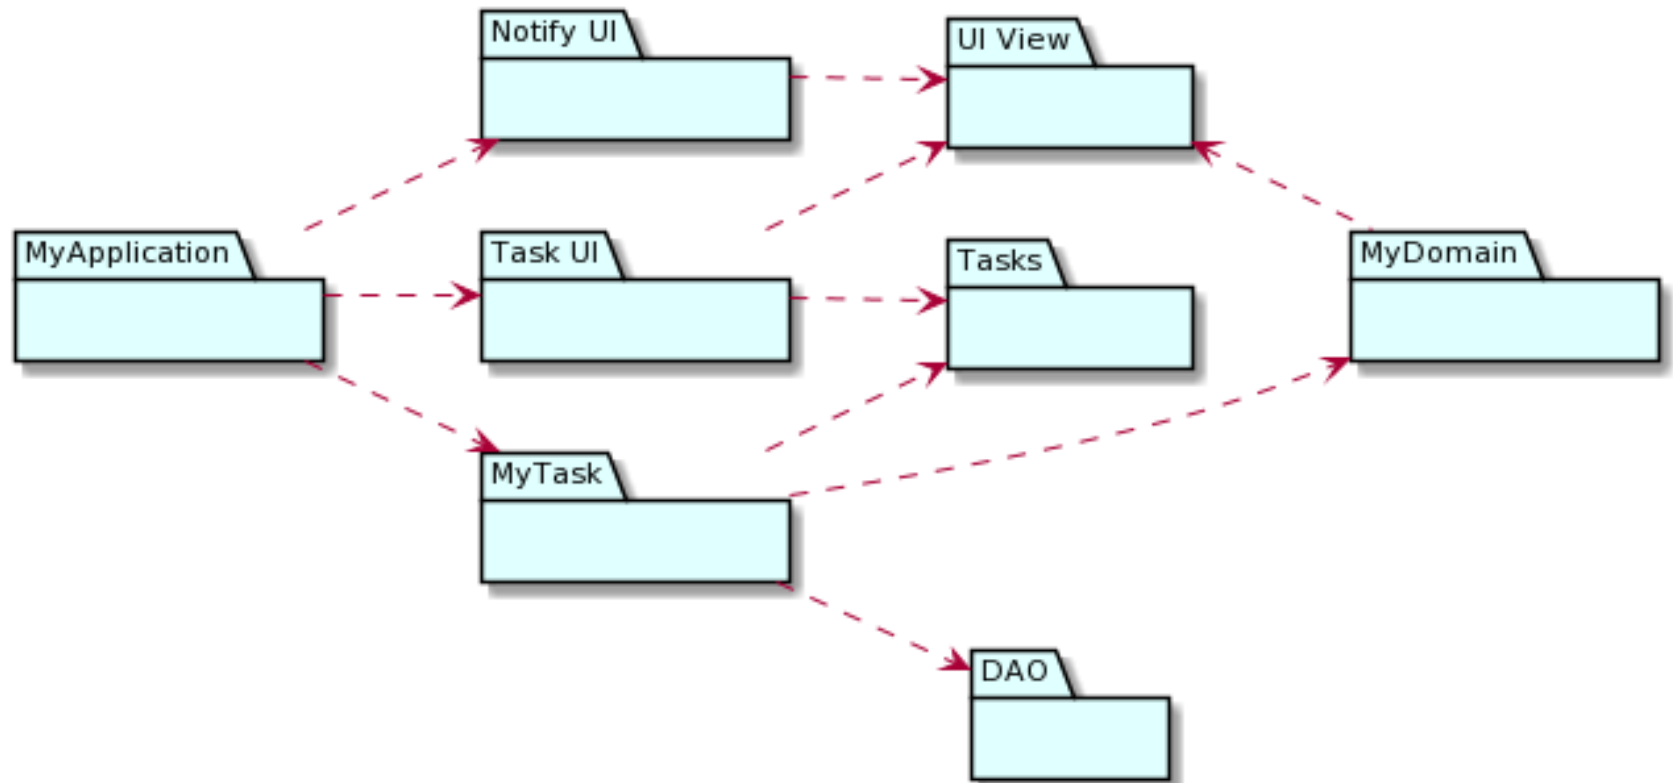 Notify UI
UI View
MyApplication
Task UI
Tasks
MyDomain
MyTask
DAO